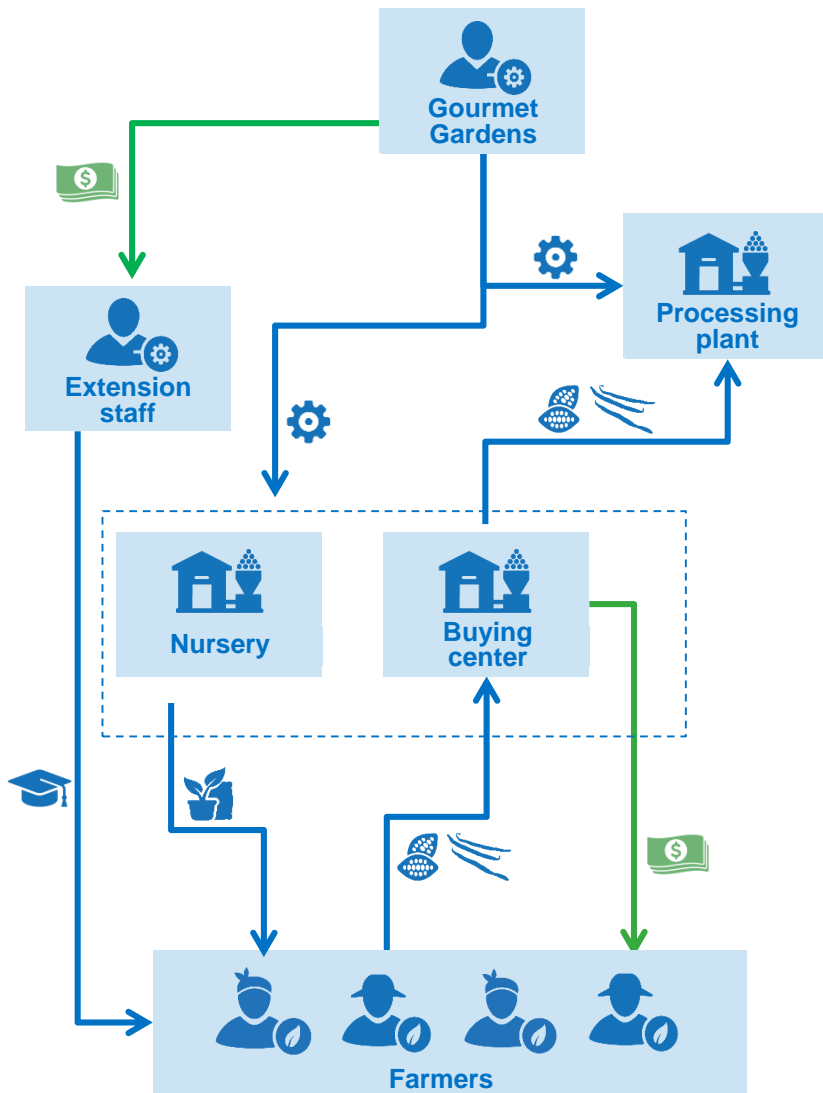 Gourmet
Gardens
$
Processing
plant
Extension
staff
Nursery
Buying
center
$
Farmers